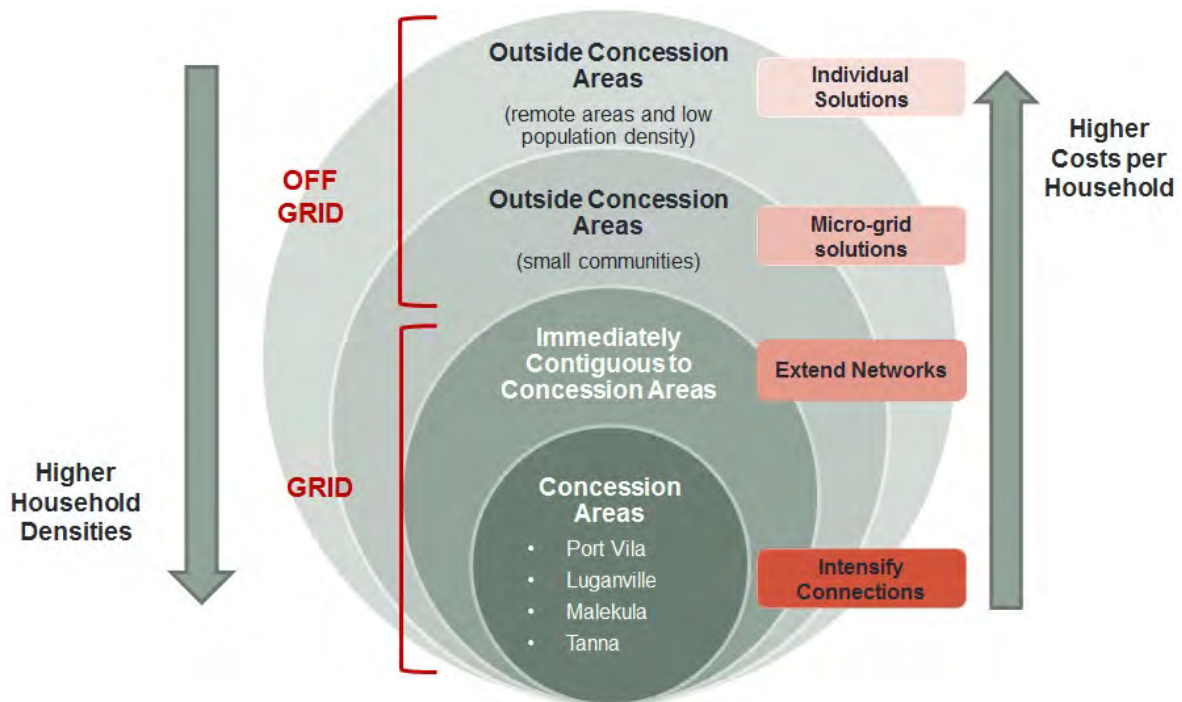 Outside Concession
Areas
(remote areas and low
population density)
Individual
Solutions
Higher
Costs per
Household
OFF
GRID
Outside Concession
Areas
(small communities)
Micro-grid
solutions
Immediately
Contiguous to
Concession Areas
Extend Networks
Higher
Household
Densities
GRID
Concession
Areas
• Port Vila
• Luganville
• Malekula
• Tanna
Intensify
Connections